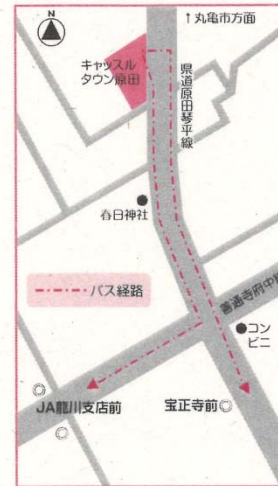 N
↑丸亀市方面
キャッスル
タウン原田
県道原田琴平線
春日神社
バス経路
善通寺府中
コン
ビニ
JA龍川支店前
宝正寺前